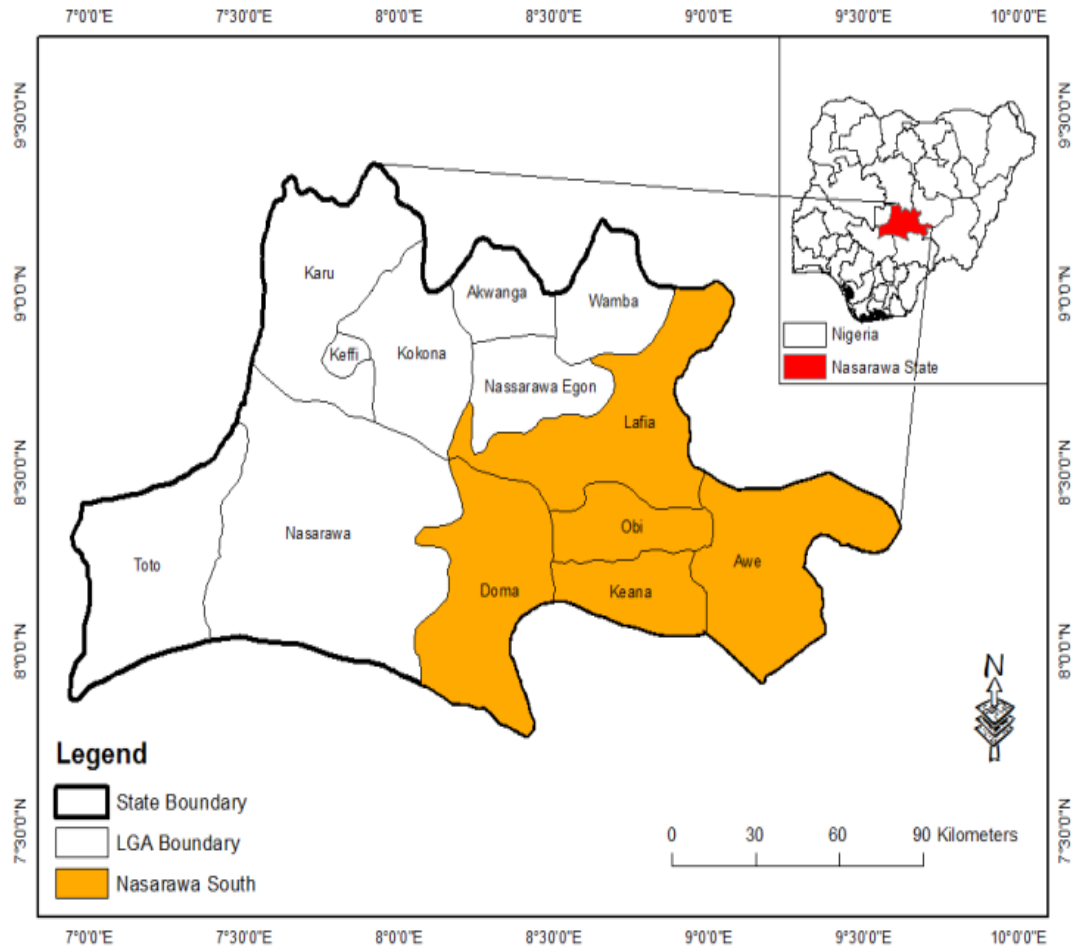 7°0'0"E 7°30'0"E 8°0'0"E 8°30'0"E 9°0'0"E 9°30'0"E 10°0'0"E
9°30'0"N 9°30'0"N
Nigeria
Nasarawa State
9°0'0"N 9°0'0"N
Karu
Akwanga
Wamba
Keffi
Kokona
Nassarawa Egon
Lafia
8°30'0"N 8°30'0"N
Nasarawa
Obi
Toto
Awe
Doma
Keana
8°0'0"N 8°0'0"N
N
Legend
State Boundary
LGA Boundary
Nasarawa South
7°30'0"N 7°30'0"N
0 30 60 90 Kilometers
7°0'0"E 7°30'0"E 8°0'0"E 8°30'0"E 9°0'0"E 9°30'0"E 10°0'0"E